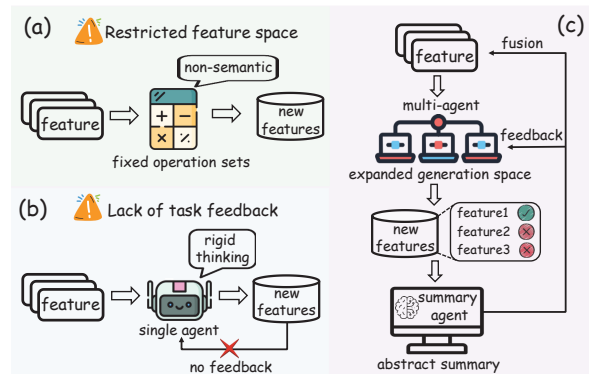 (a)
Restricted feature space
non-semantic
feature
new
features
fixed operation sets
(b)
Lack of task feedback
rigid
thinking
feature
new
features
single agent
no feedback
(c)
feature
fusion
multi-agent
feedback
expanded generation space
new
features
feature1
feature2
feature3
summary
agent
abstract summary